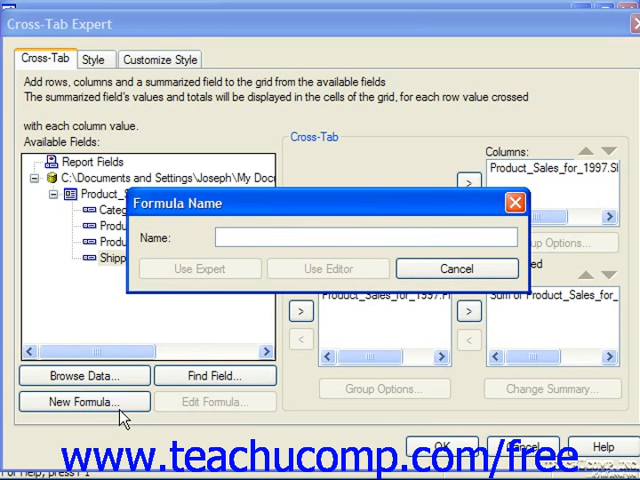 Cross-Tab Expert
Cross-Tab Style Customize Style
Add rows, columns and a summarized field to the grid from the available fields
The summarized field's values and totals will be displayed in the cells of the grid, for each row value crossed
with each column value.
Available Fields:
Cross-Tab
Report Fields
Columns:
C:\Documents and Settings\Joseph\My Doc
>
Product_Sales_for_1997.Sl
Product_S
Formula Name
Categ
Produ
Name:
Produ
up Options...
Shipp
Use Expert Use Editor Cancel
ed
Product_Sales_for_1997.Pr
Sum of Product_Sales_for_
> >
< <
Browse Data... Find Field...
Group Options... Change Summary...
New Formula... Edit Formula...
OK Cancel Help
For Help, press F1
www.teachucomp.com/free